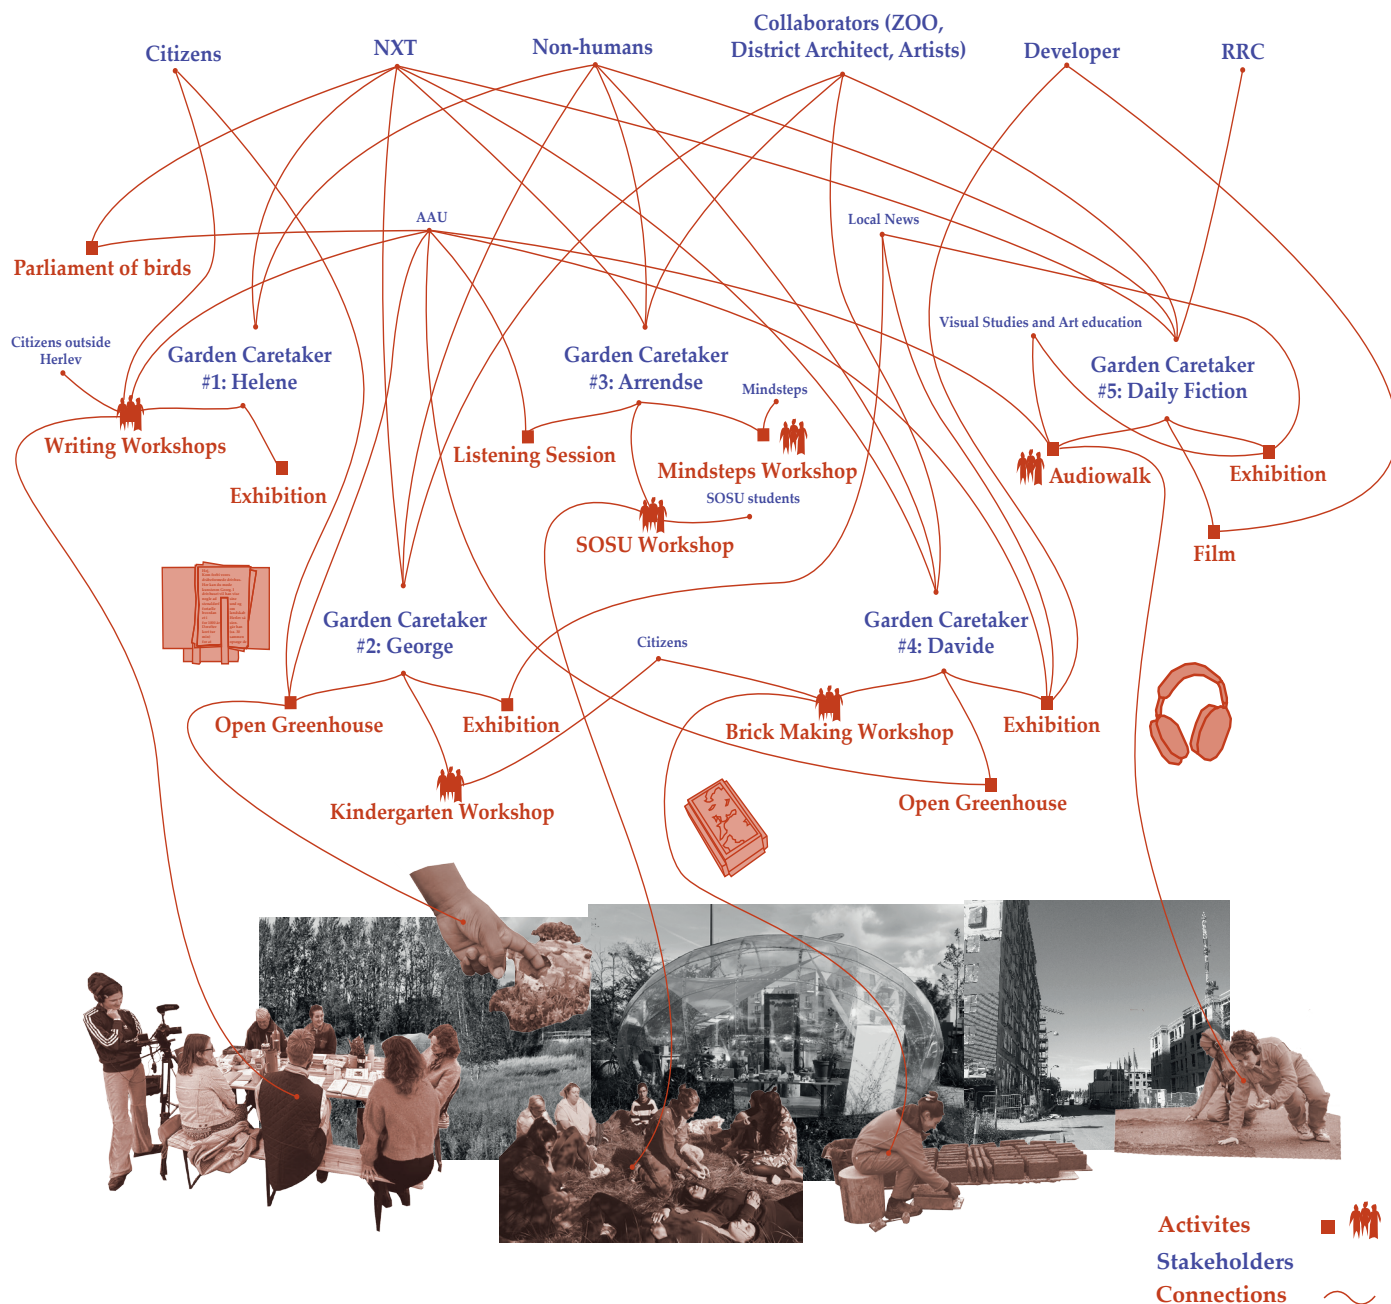 Citizens
NXT
Non-humans
Collaborators (ZOO,
District Architect, Artists)
Developer
RRC
AAU
Local News
Parliament of birds
Citizens outside
Herlev
Garden Caretaker
#1: Helene
Garden Caretaker
#3: Arrendse
Visual Studies and Art education
Garden Caretaker
#5: Daily Fiction
Mindsteps
Writing Workshops
Listening Session
Mindsteps Workshop
Audiowalk
Exhibition
Exhibition
SOSU students
SOSU Workshop
Film
Garden Caretaker
#2: George
Citizens
Garden Caretaker
#4: Davide
Open Greenhouse
Exhibition
Brick Making Workshop
Exhibition
Kindergarten Workshop
Open Greenhouse
Activites
Stakeholders
Connections